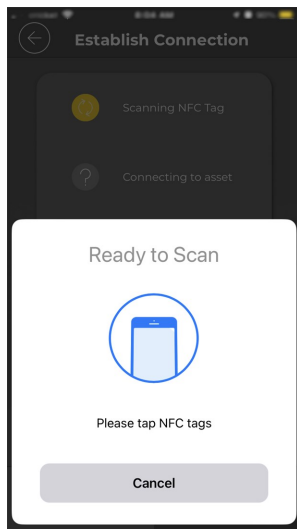 Establish Connection
Scanning NFC Tag
Connecting to asset
Ready to Scan
Please tap NFC tags
Cancel